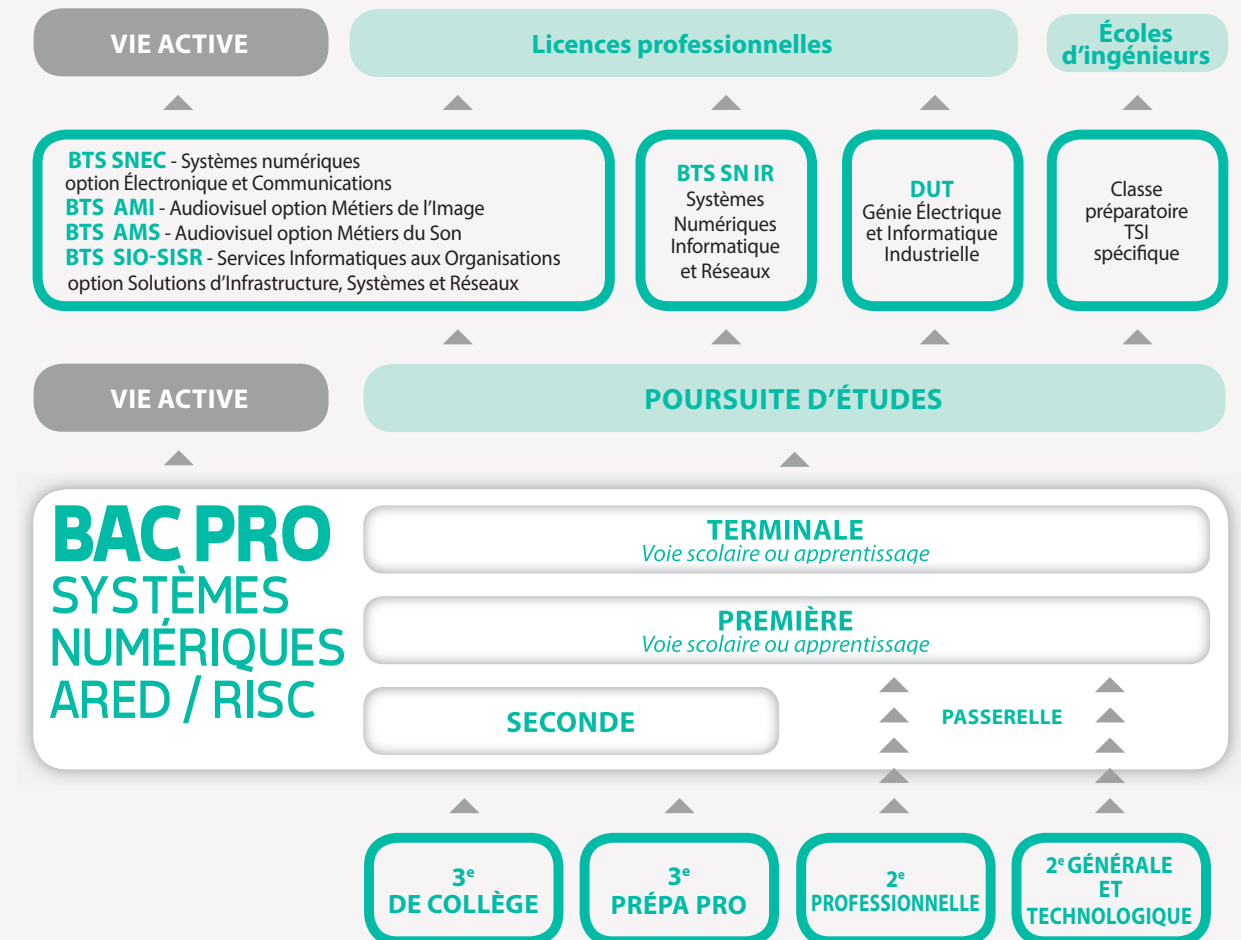 VIE ACTIVE
Licences professionnelles
Écoles
d'ingénieurs
BTS SNEC - Systèmes numériques
option Électronique et Communications
BTS AMI - Audiovisuel option Métiers de l'Image
BTS AMS - Audiovisuel option Métiers du Son
BTS SIO-SISR - Services Informatiques aux Organisations
option Solutions d'Infrastructure, Systèmes et Réseaux
BTS SN IR
Systèmes
Numériques
Informatique
et Réseaux
DUT
Génie Électrique
et Informatique
Industrielle
Classe
préparatoire
TSI
spécifique
VIE ACTIVE
POURSUITE D'ÉTUDES
BAC PRO
SYSTÈMES
NUMÉRIQUES
ARED / RISC
TERMINALE
Voie scolaire ou apprentissage
PREMIÈRE
Voie scolaire ou apprentissage
SECONDE
PASSERELLE
3e
DE COLLÈGE
3e
PRÉPA PRO
2e
PROFESSIONNELLE
2e GÉNÉRALE
ET
TECHNOLOGIQUE